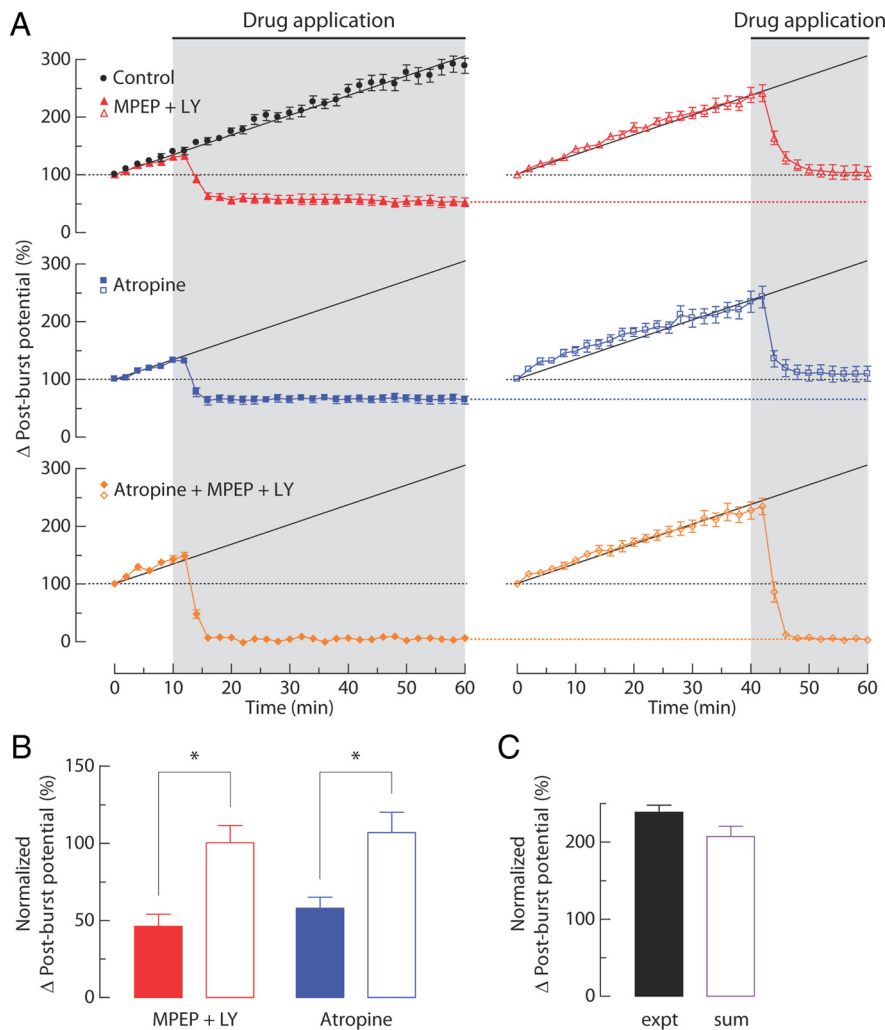 A
Drug application
Drug application
Control
MPEP + LY
Atropine
Atropine + MPEP + LY
Δ Post-burst potential (%)
300
200
100
0
300
200
100
0
300
200
100
0
0 10 20 30 40 50 60
Time (min)
0 10 20 30 40 50 60
Time (min)
B
Normalized
Δ Post-burst potential (%)
150
100
50
0
*
*
MPEP + LY
Atropine
C
Normalized
Δ Post-burst potential (%)
200
100
0
expt
sum